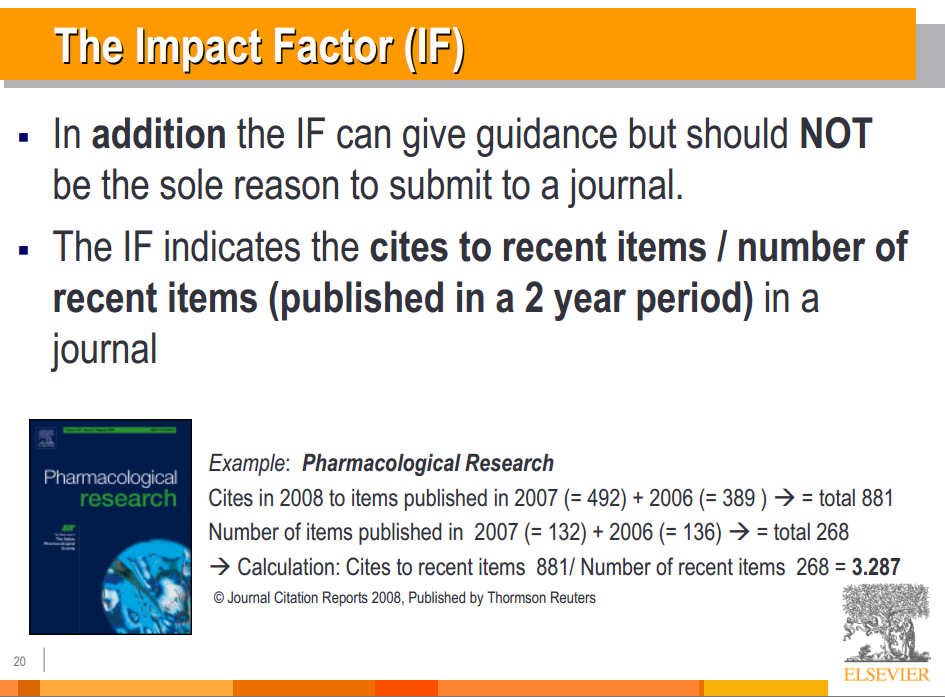 The Impact Factor (IF)
▪ In addition the IF can give guidance but should NOT
be the sole reason to submit to a journal.
▪ The IF indicates the cites to recent items / number of
recent items (published in a 2 year period) in a
journal
Pharmacological
research
Example: Pharmacological Research
Cites in 2008 to items published in 2007 (= 492) + 2006 (= 389 ) → = total 881
Number of items published in 2007 (= 132) + 2006 (= 136) → = total 268
→ Calculation: Cites to recent items 881/ Number of recent items 268 = 3.287
© Journal Citation Reports 2008, Published by Thormson Reuters
20
ELSEVIER